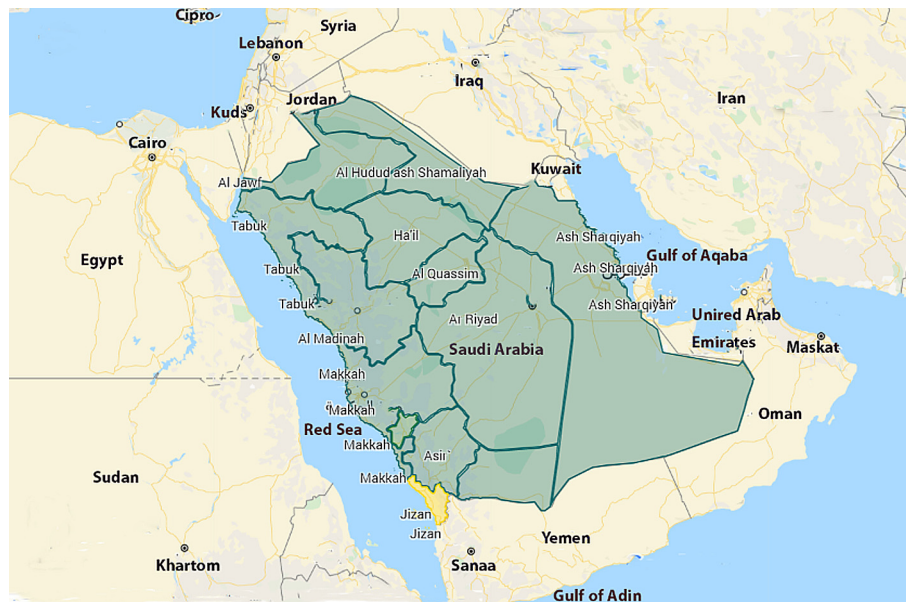 Cipro
Syria
Lebanon
Iraq
Iran
Jordan
Kuds
Cairo
Kuwait
Al Hudud ash Shamaliyah
Al Jawf
Tabuk
Ha'il
Ash Sharqiyah
Gulf of Aqaba
Egypt
Tabuk
Al Quassim
Ash Sharqiyah
Tabuk
Ash Sharqiyah
Ar Riyad
Unired Arab
Emirates
Al Madinah
Saudi Arabia
Maskat
Makkah
Makkah
Oman
Red Sea
Makkah
Asir
Sudan
Makkah
Jizan
Jizan
Yemen
Khartom
Sanaa
Gulf of Adin